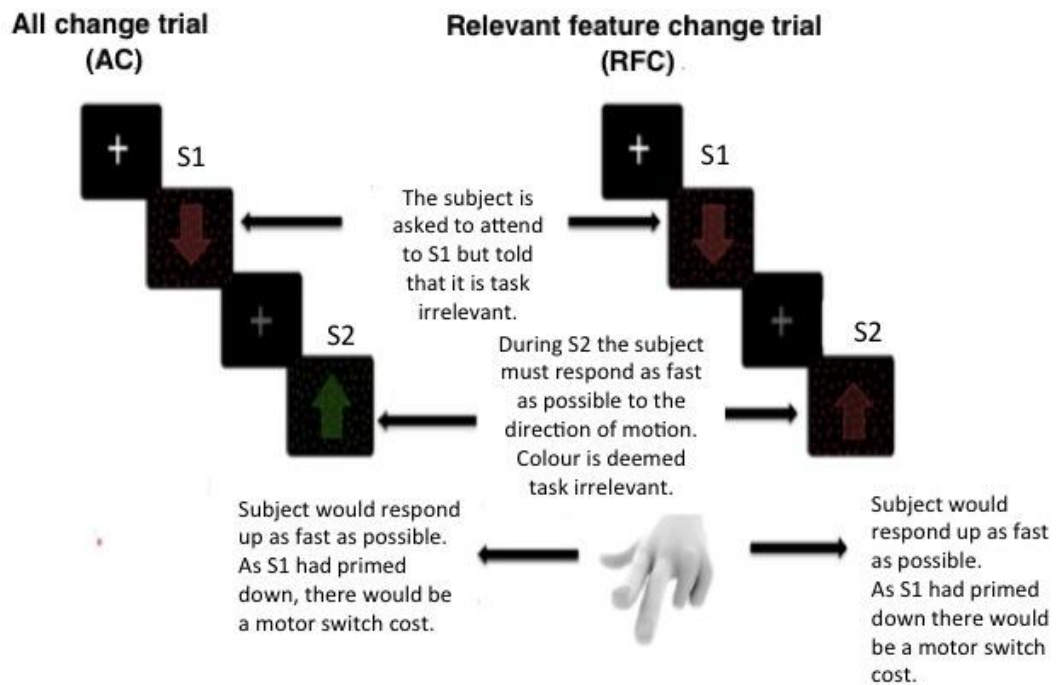 All change trial
(AC)
Relevant feature change trial
(RFC)
S1
S1
The subject is
asked to attend
to S1 but told
that it is task
irrelevant.
S2
S2
During S2 the subject
must respond as fast
as possible to the
direction of motion.
Colour is deemed
task irrelevant.
Subject would respond
up as fast as possible.
As S1 had primed
down, there would be
a motor switch cost.
Subject would
respond up as fast
as possible.
As S1 had primed
down there would
be a motor switch
cost.